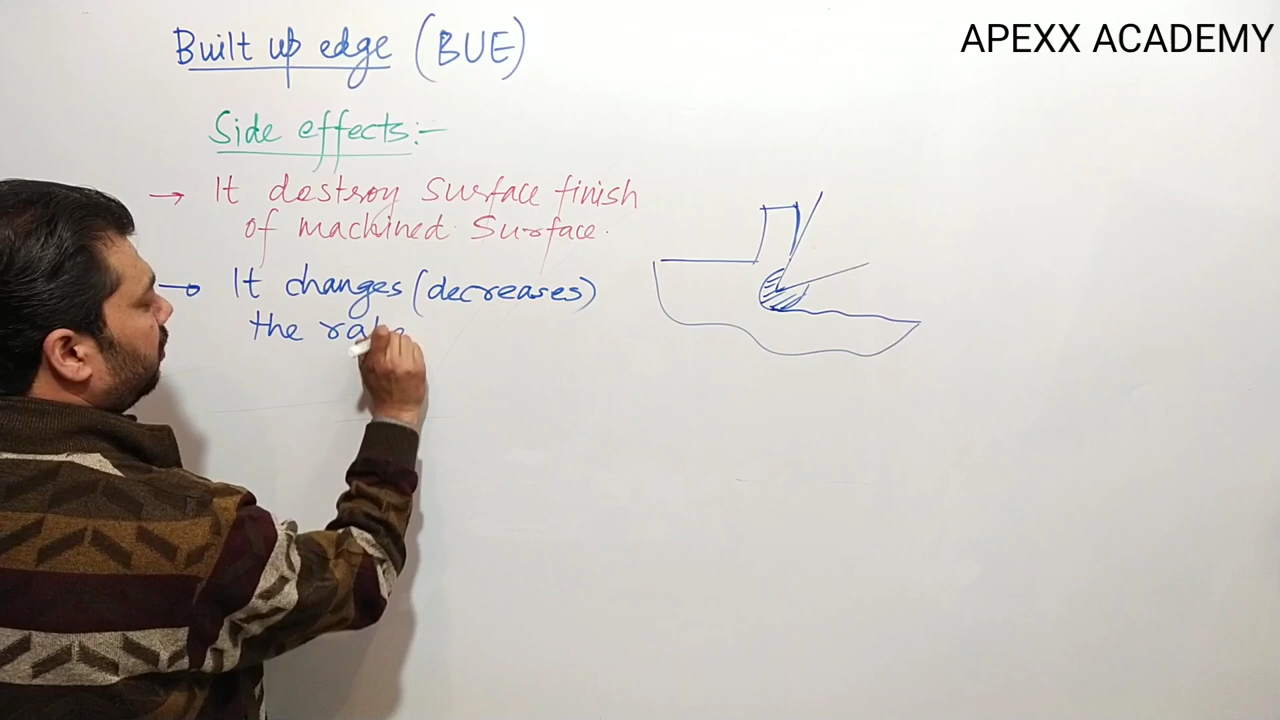 APEXX ACADEMY
Built up edge (BUE)
Side effects:-
→ It destroy surface finish
of machined surface.
→ It changes (decreases)
the rake